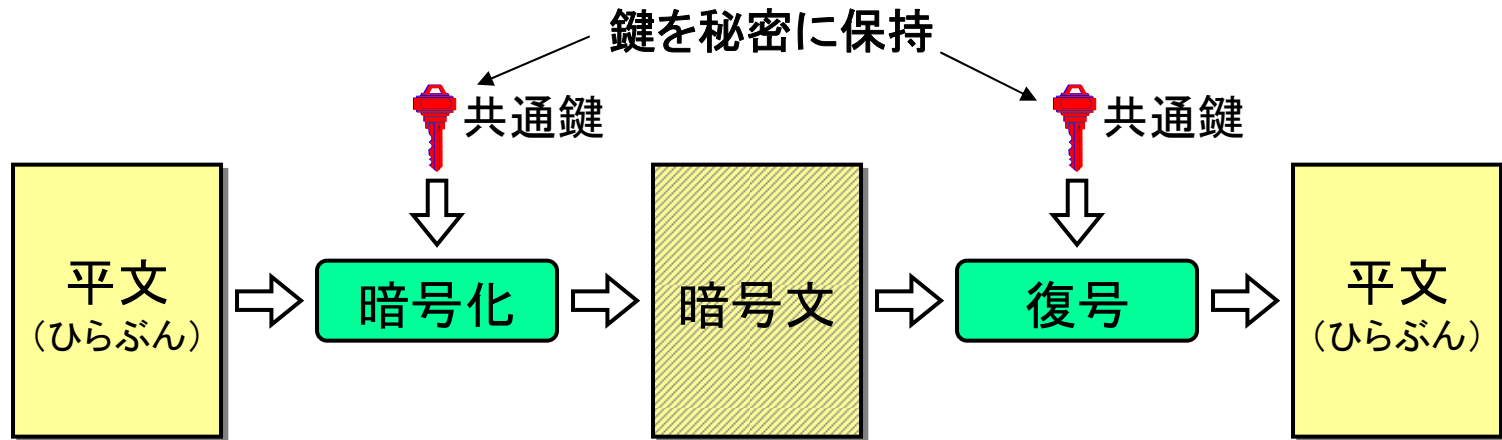 鍵を秘密に保持
共通鍵
共通鍵
平文
（ひらぶん）
暗号化
暗号文
復号
平文
（ひらぶん）